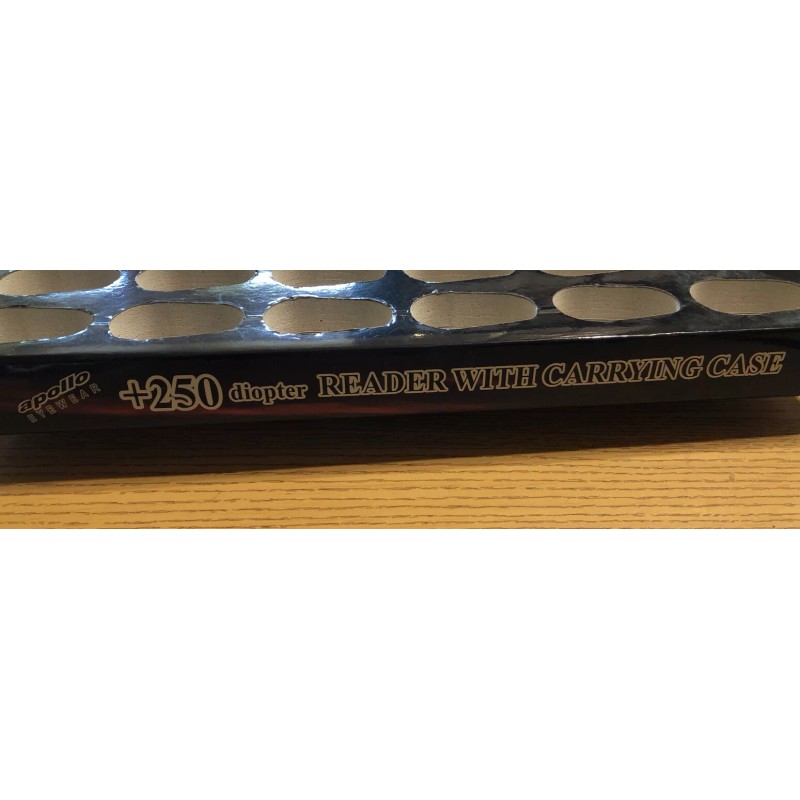 apollo
EYEWEAR
+250 diopter READER WITH CARRYING CASE